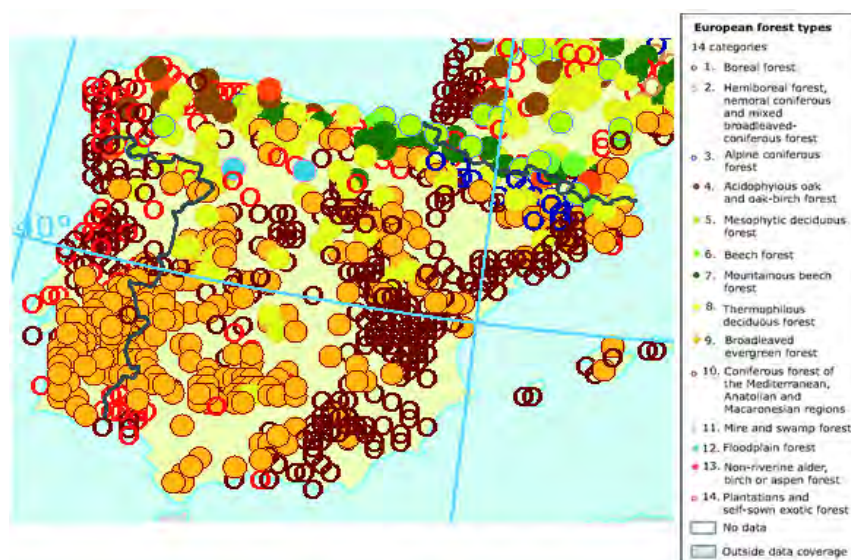 European forest types
14 categories
1. Boreal forest
2. Hemiboreal forest,
nemoral coniferous
and mixed
broadleaved-
coniferous forest
3. Alpine coniferous
forest
4. Acidophylous oak
and oak-birch forest
5. Mesophytic deciduous
forest
6. Beech forest
7. Mountainous beech
forest
8. Thermophilous
deciduous forest
9. Broadleaved
evergreen forest
10. Coniferous forest of
the Mediterranean,
Anatolian and
Macaronesian regions
11. Mire and swamp forest
12. Floodplain forest
13. Non-riverine alder,
birch or aspen forest
14. Plantations and
self-sown exotic forest
No data
Outside data coverage
40°